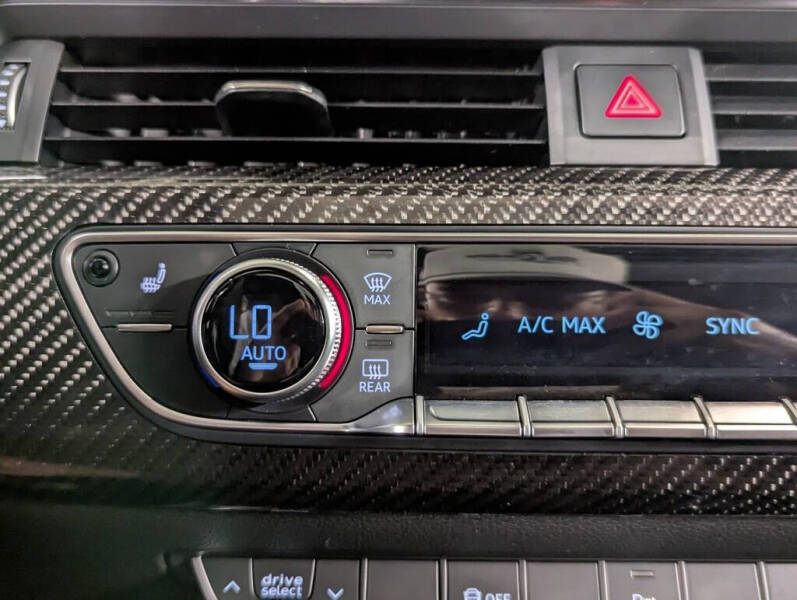 MAX
LO
AUTO
A/C MAX
SYNC
REAR
drive
select
OFF